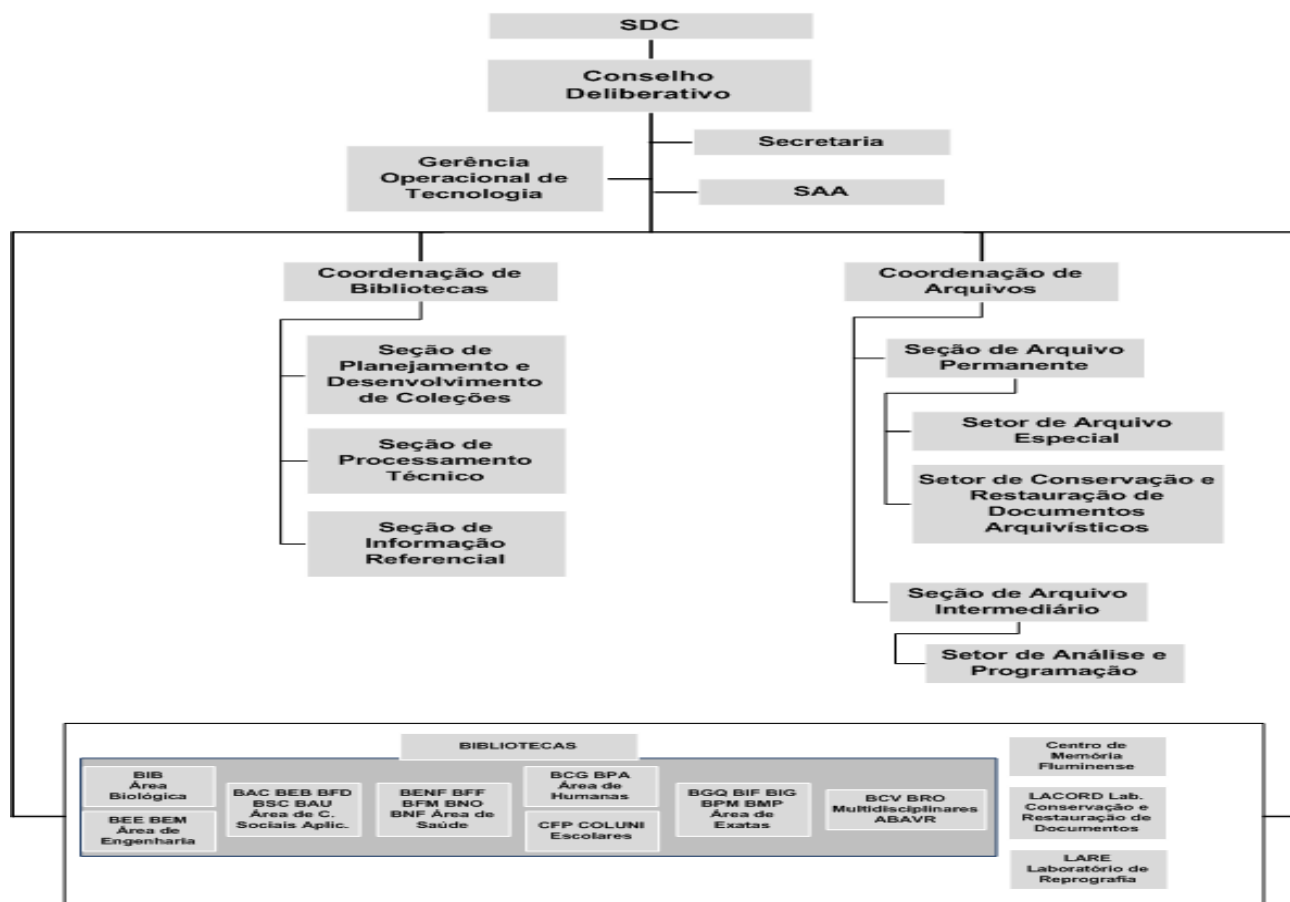 SDC
Conselho
Deliberativo
Secretaria
Gerência
Operacional de
Tecnologia
SAA
Coordenação de
Bibliotecas
Seção de
Planejamento e
Desenvolvimento
de Coleções
Seção de
Processamento
Técnico
Seção de
Informação
Referencial
Coordenação de
Arquivos
Seção de Arquivo
Permanente
Setor de Arquivo
Especial
Setor de Conservação e
Restauração de
Documentos
Arquivísticos
Seção de Arquivo
Intermediário
Setor de Análise e
Programação
BIBLIOTECAS
BIB
Área
Biológica
BEE BEM
Área de
Engenharia
BAC BEB BFD
BSC BAU
Área de C.
Sociais Aplic.
BENF BFF
BFM BNO
BNF Área de
Saúde
BCG BPA
Área de
Humanas
CFP COLUNI
Escolares
BGQ BIF BIG
BPM BMP
Área de
Exatas
BCV BRO
Multidisciplinares
ABAVR
Centro de
Memória
Fluminense
LACORD Lab.
Conservação e
Restauração de
Documentos
LARE
Laboratório de
Reprografia